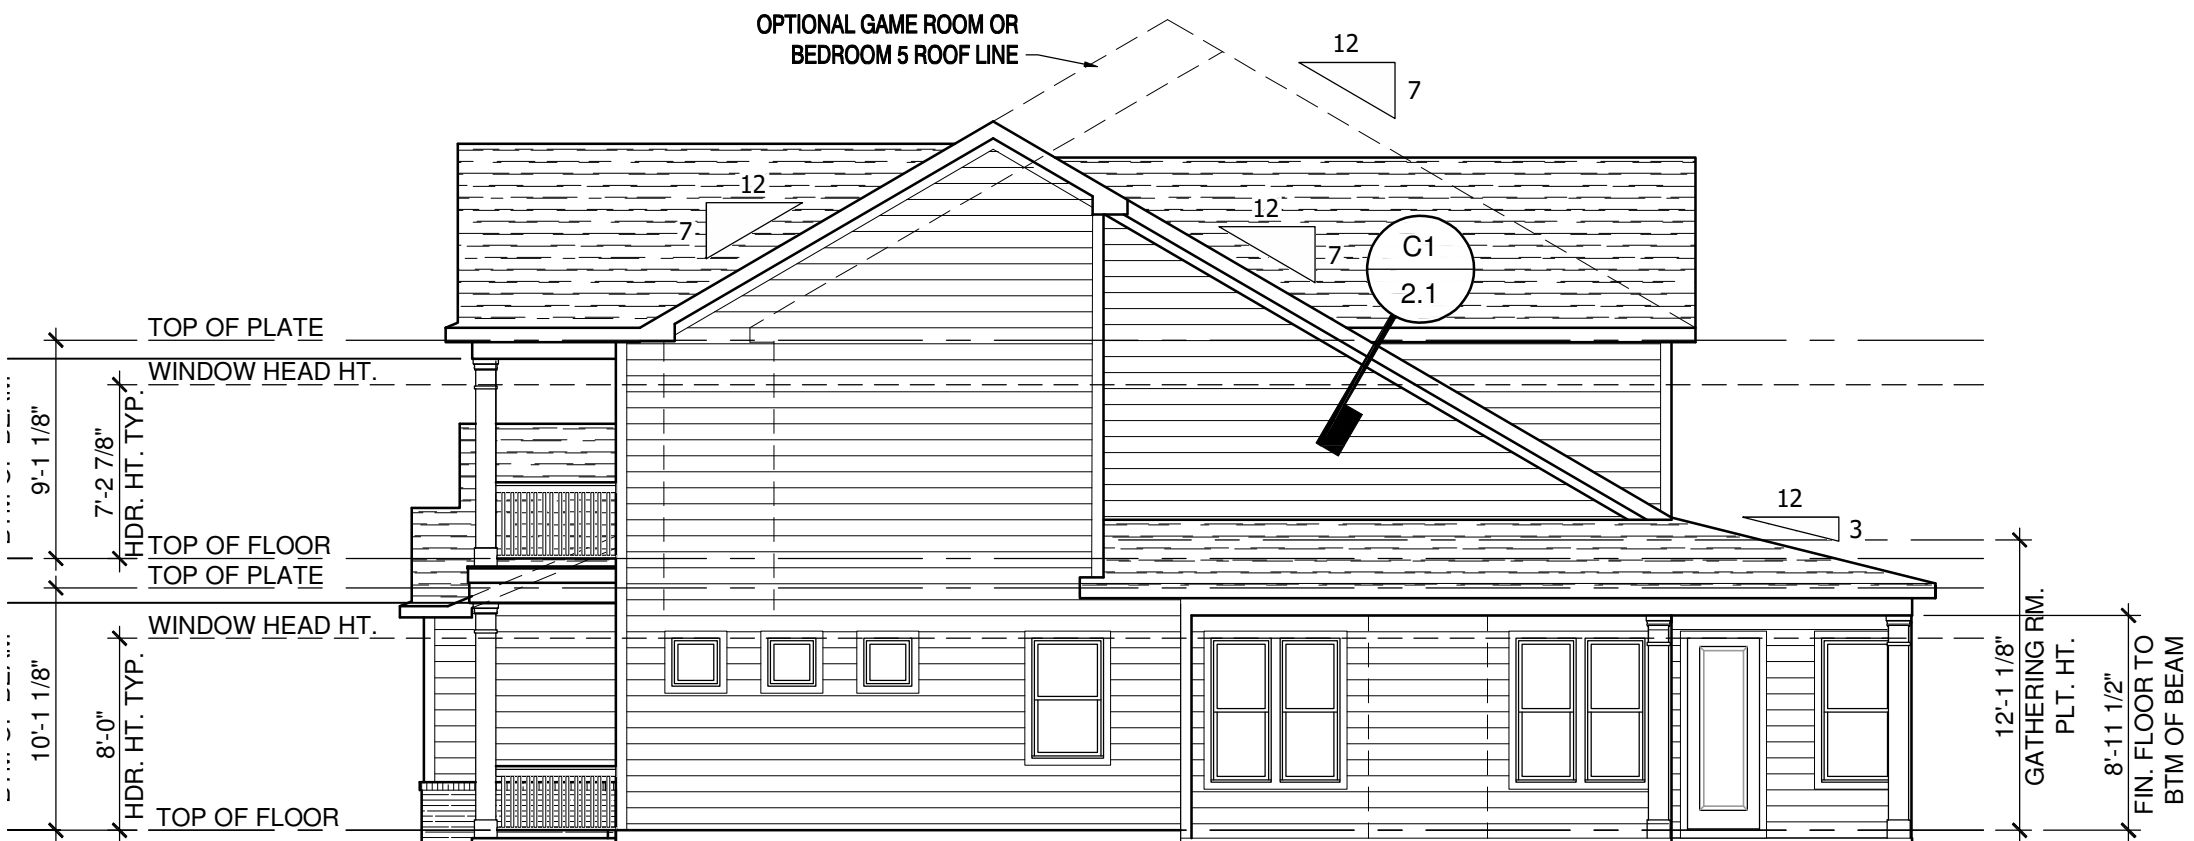 OPTIONAL GAME ROOM OR
BEDROOM 5 ROOF LINE
12
7
12
7
12
7
C1
2.1
TOP OF PLATE
WINDOW HEAD HT.
9'-1 1/8"
7'-2 7/8"
HDR. HT. TYP.
12
3
TOP OF FLOOR
TOP OF PLATE
WINDOW HEAD HT.
10'-1 1/8"
8'-0"
HDR. HT. TYP.
TOP OF FLOOR
12'-1 1/8"
GATHERING RM.
PLT. HT.
8'-11 1/2"
FIN. FLOOR TO
BTM OF BEAM